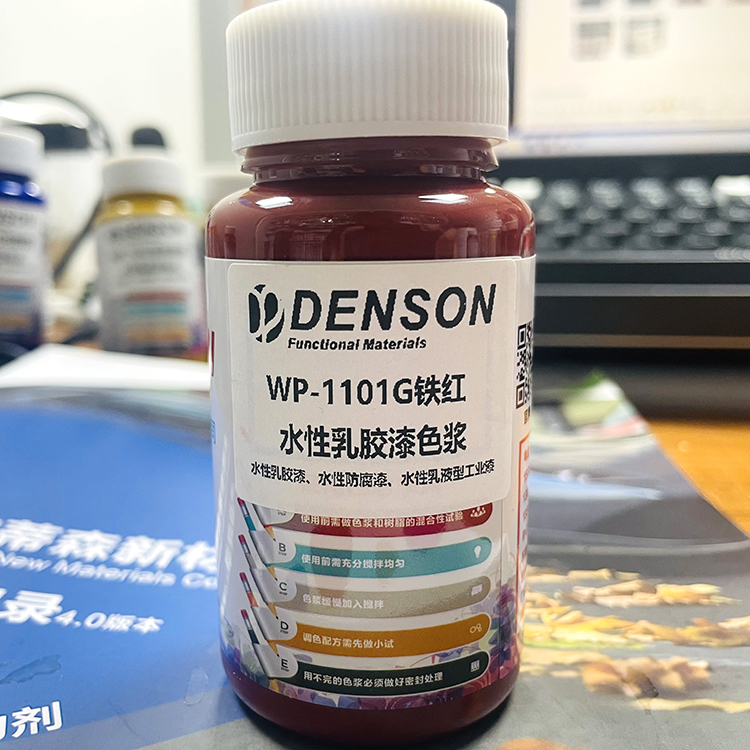 DENSON
Functional Materials
WP-1101G铁红
水性乳胶漆色浆
水性乳胶漆、水性防腐漆、水性乳液型工业漆
使用前需做色浆和树脂的混合性试验
B
使用前需充分搅拌均匀
C
色浆缓慢加入搅拌
D
调色配方需先做小试
E
用不完的色浆必须做好密封处理
蒂森新材
New Materials Co
录4.0版本
剂
DENSON